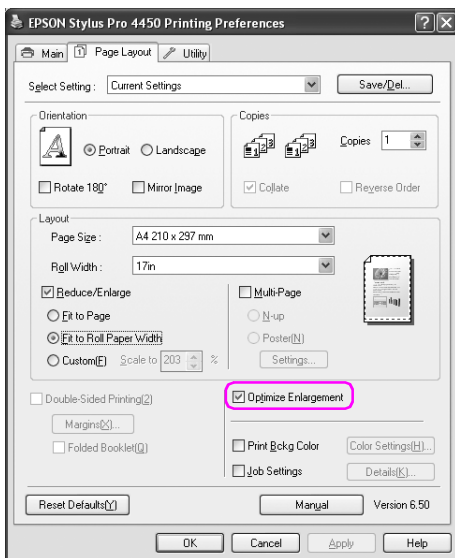 EPSON Stylus Pro 4450 Printing Preferences
Main Page Layout Utility
Select Setting : Current Settings Save/Del...
Orientation Copies
Portrait Landscape Copies 1
Rotate 180° Mirror Image Collate Reverse Order
Layout
Page Size : A4 210 x 297 mm
Roll Width : 17in
Reduce/Enlarge Multi-Page
Fit to Page N-up
Fit to Roll Paper Width Poster(N)
Custom(F) Scale to 203 % Settings...
Double-Sided Printing(2) Optimize Enlargement
Margins(X)...
Folded Booklet(Q) Print Bckg Color Color Settings(H)...
Job Settings Details(K)...
Reset Defaults(Y) Manual Version 6.50
OK Cancel Apply Help